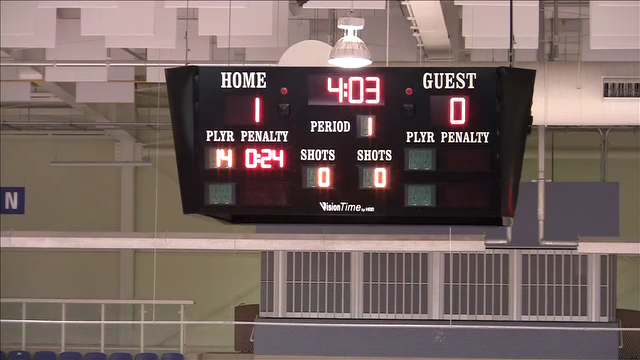 HOME 4:03 GUEST
1 PERIOD 1 0
PLYR PENALTY SHOTS SHOTS PLYR PENALTY
14 0:24 0 0
VisionTime
N